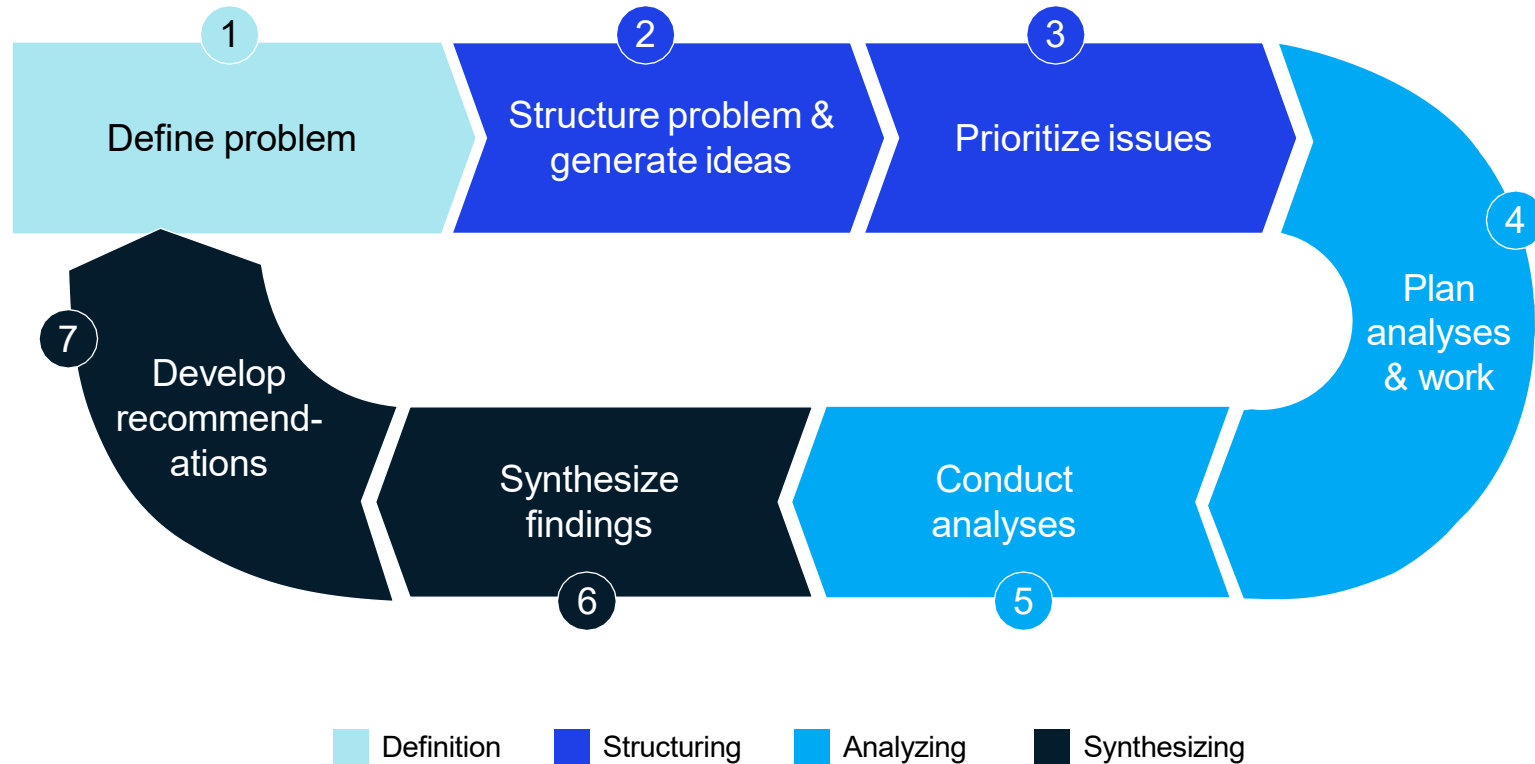 1
Define problem
2
Structure problem &
generate ideas
3
Prioritize issues
4
Plan
analyses
& work
5
Conduct
analyses
6
Synthesize
findings
7
Develop
recommend-
ations
Definition
Structuring
Analyzing
Synthesizing